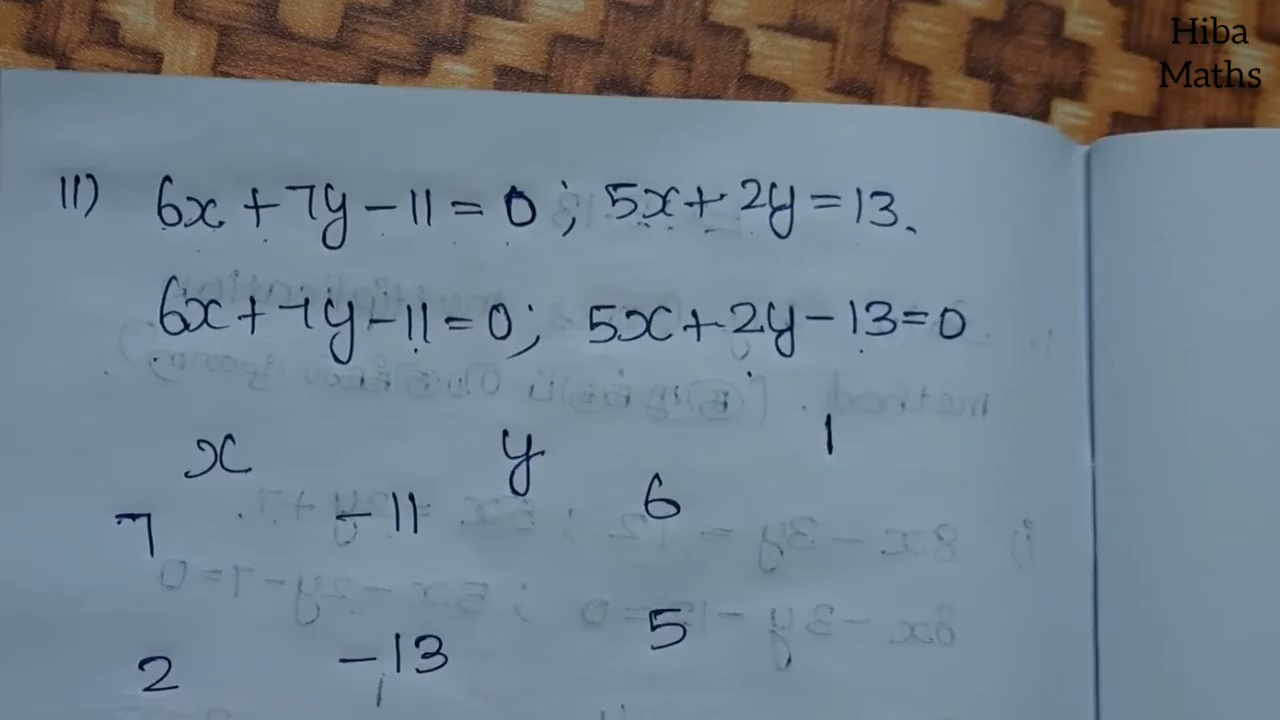 Hiba
Maths
II) 6x + 7y - 11 = 0 ; 5x + 2y = 13.
6x + 7y - 11 = 0; 5x + 2y - 13 = 0
x y 1
7 -11 6
2 -13 5